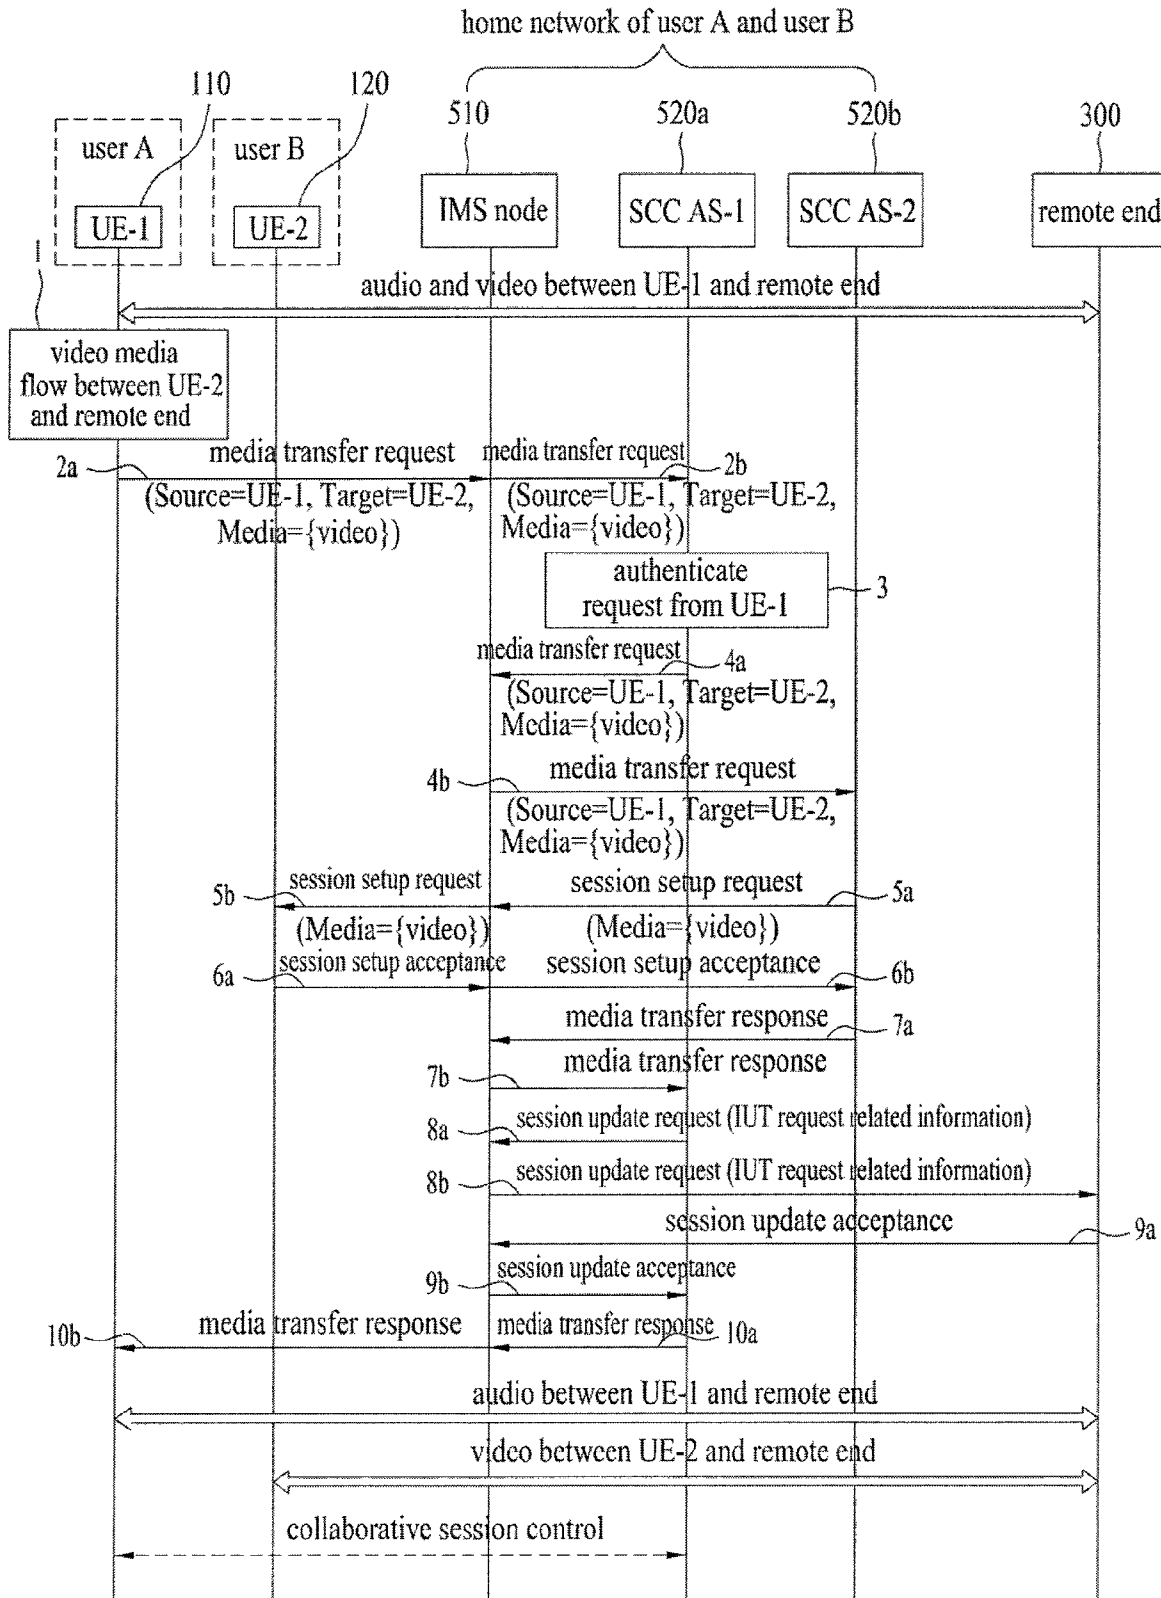 home network of user A and user B
110
120
510
520a
520b
300
user A
user B
UE-1
UE-2
IMS node
SCC AS-1
SCC AS-2
remote end
1
audio and video between UE-1 and remote end
video media
flow between UE-2
and remote end
media transfer request
media transfer request
2a
2b
(Source=UE-1, Target=UE-2,
Media={video})
(Source=UE-1, Target=UE-2,
Media={video})
authenticate
request from UE-1
3
media transfer request
4a
(Source=UE-1, Target=UE-2,
Media={video})
media transfer request
4b
(Source=UE-1, Target=UE-2,
Media={video})
session setup request
session setup request
5b
5a
(Media={video})
(Media={video})
session setup acceptance
session setup acceptance
6a
6b
media transfer response
7a
media transfer response
7b
session update request (IUT request related information)
8a
session update request (IUT request related information)
8b
session update acceptance
9a
session update acceptance
9b
media transfer response
media transfer response
10b
10a
audio between UE-1 and remote end
video between UE-2 and remote end
collaborative session control